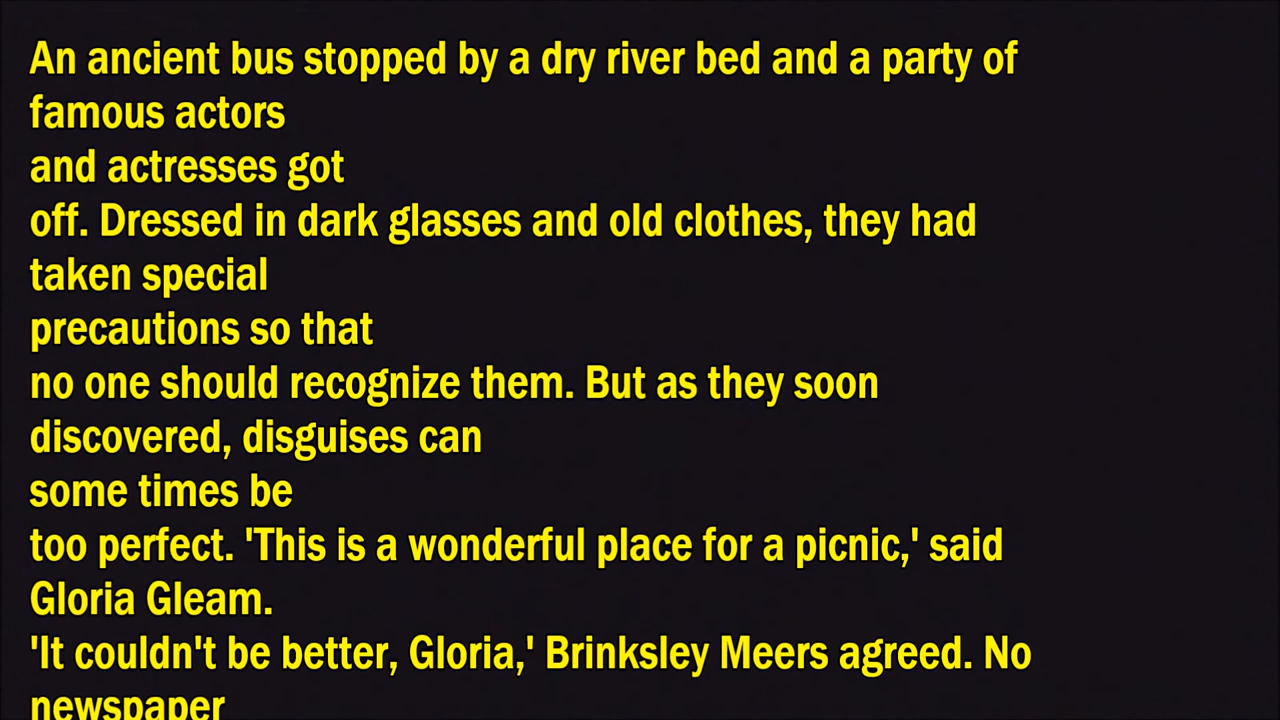 An ancient bus stopped by a dry river bed and a party of
famous actors
and actresses got
off. Dressed in dark glasses and old clothes, they had
taken special
precautions so that
no one should recognize them. But as they soon
discovered, disguises can
some times be
too perfect. 'This is a wonderful place for a picnic,' said
Gloria Gleam.
'It couldn't be better, Gloria,' Brinksley Meers agreed. No
newspaper